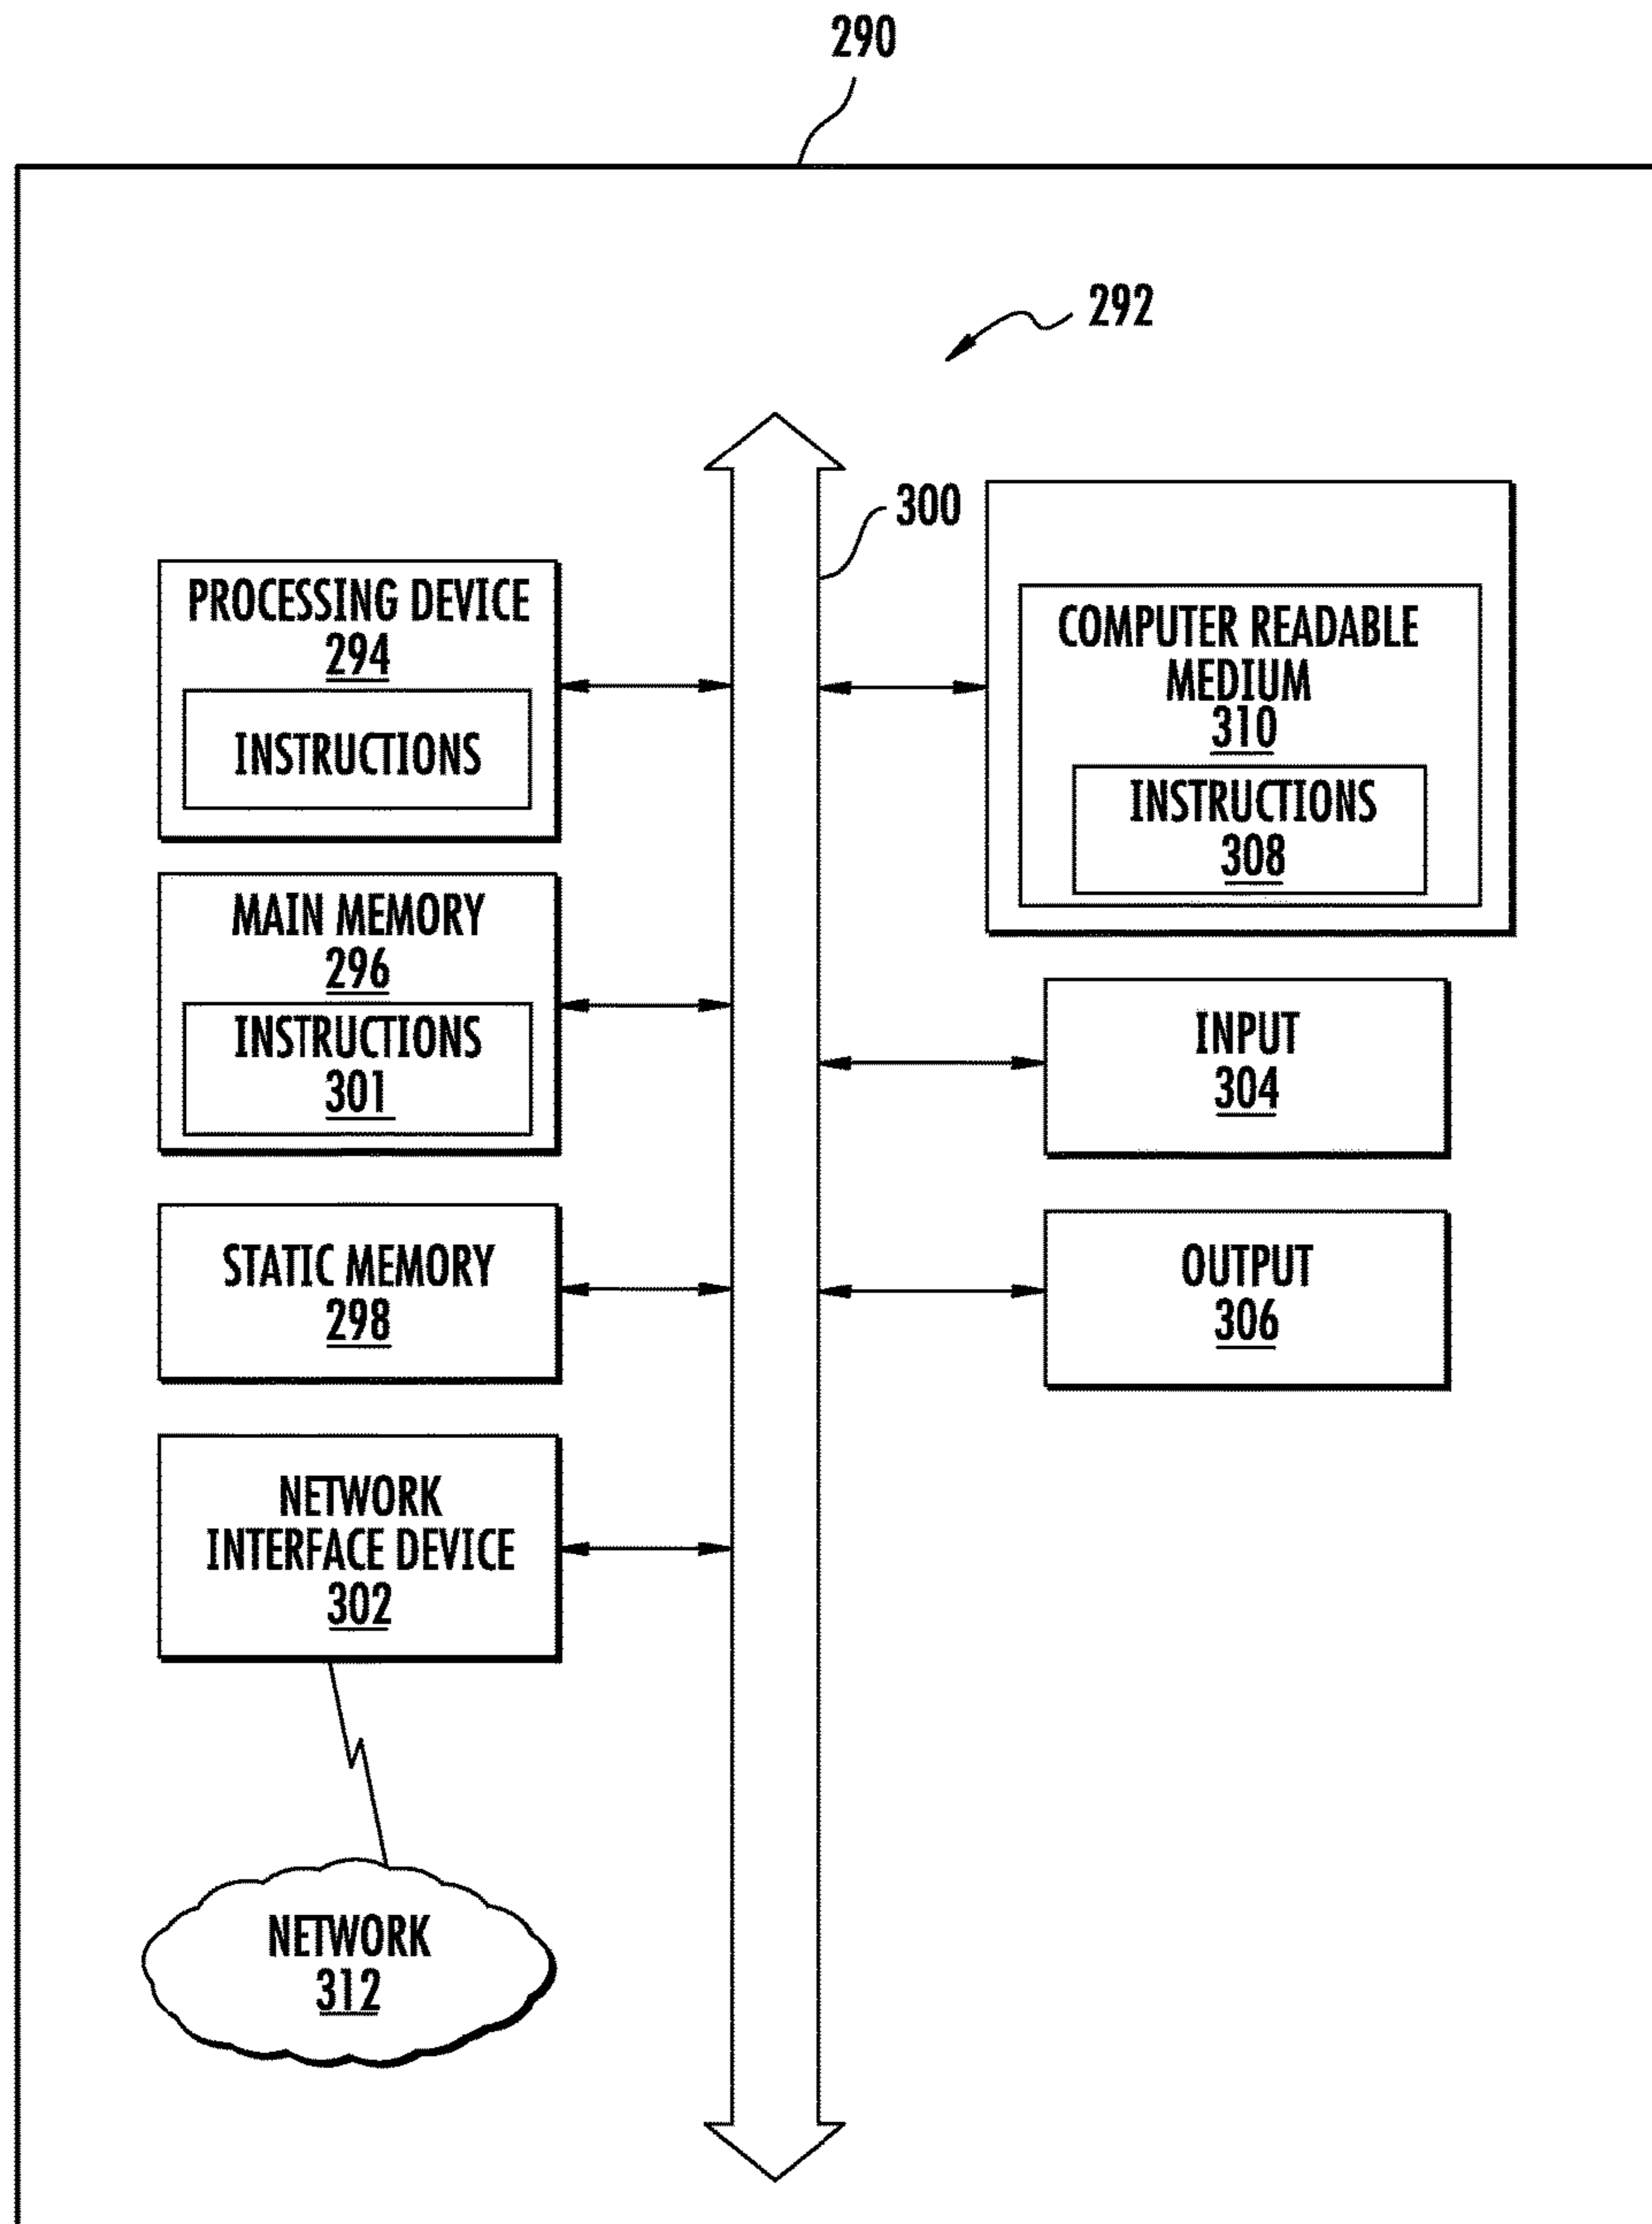 290
292
300
PROCESSING DEVICE
294
INSTRUCTIONS
MAIN MEMORY
296
INSTRUCTIONS
301
STATIC MEMORY
298
NETWORK
INTERFACE DEVICE
302
NETWORK
312
COMPUTER READABLE
MEDIUM
310
INSTRUCTIONS
308
INPUT
304
OUTPUT
306